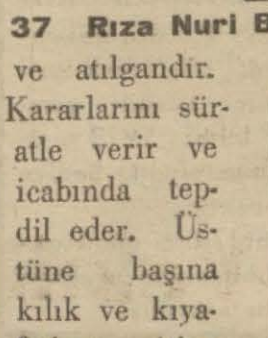 37 Rıza Nuri B
ve atılgandır.
Kararlarını sür-
atle verir ve
icabında tep-
dil eder. Üs-
tüne başına
kılık ve kıya-